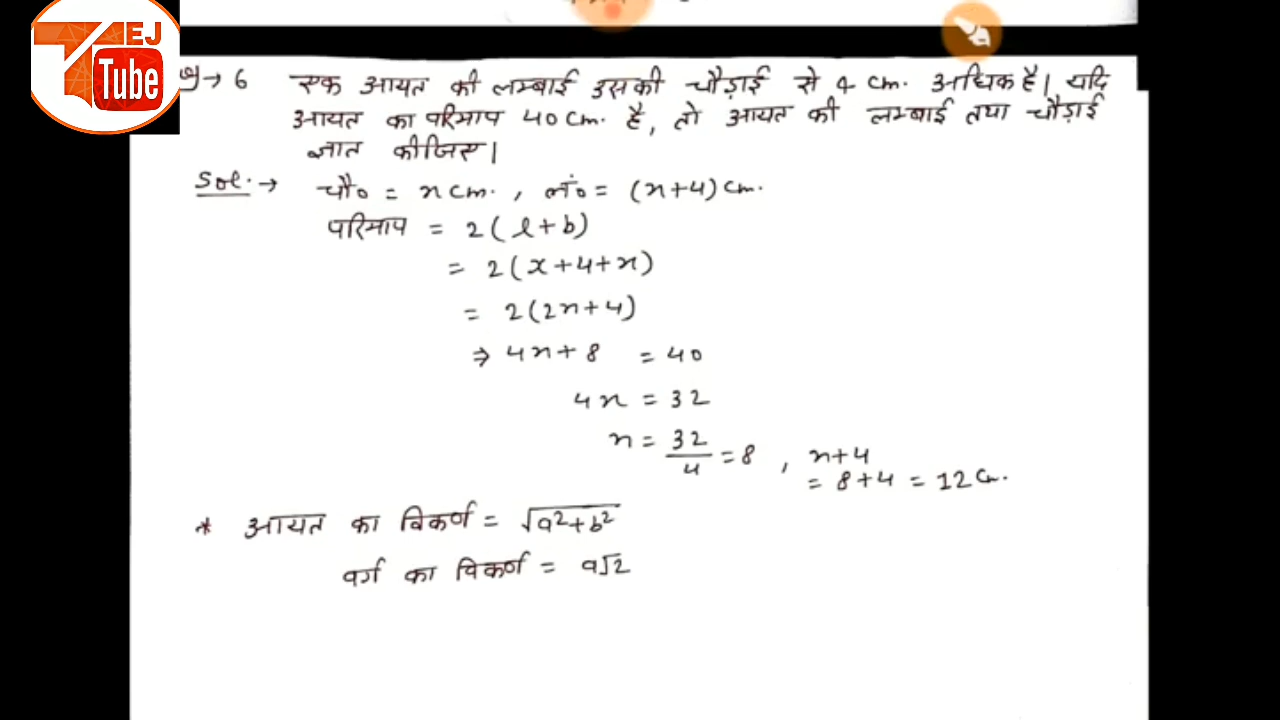 EJ
Tube
प्र→ 6 एक आयत की लम्बाई उसकी चौड़ाई से 4 cm. अधिक है। यदि
आयत का परिमाप 40 cm. है, तो आयत की लम्बाई तथा चौड़ाई
ज्ञात कीजिए।
Sol.→ चौ० = x cm. , लं० = (x+4) cm.
परिमाप = 2(l+b)
= 2(x+4+x)
= 2(2x+4)
⇒ 4x+8 = 40
4x = 32
x = 32/4 = 8 , x+4
= 8+4 = 12 cm.
* आयत का विकर्ण = √a²+b²
वर्ग का विकर्ण = a√2